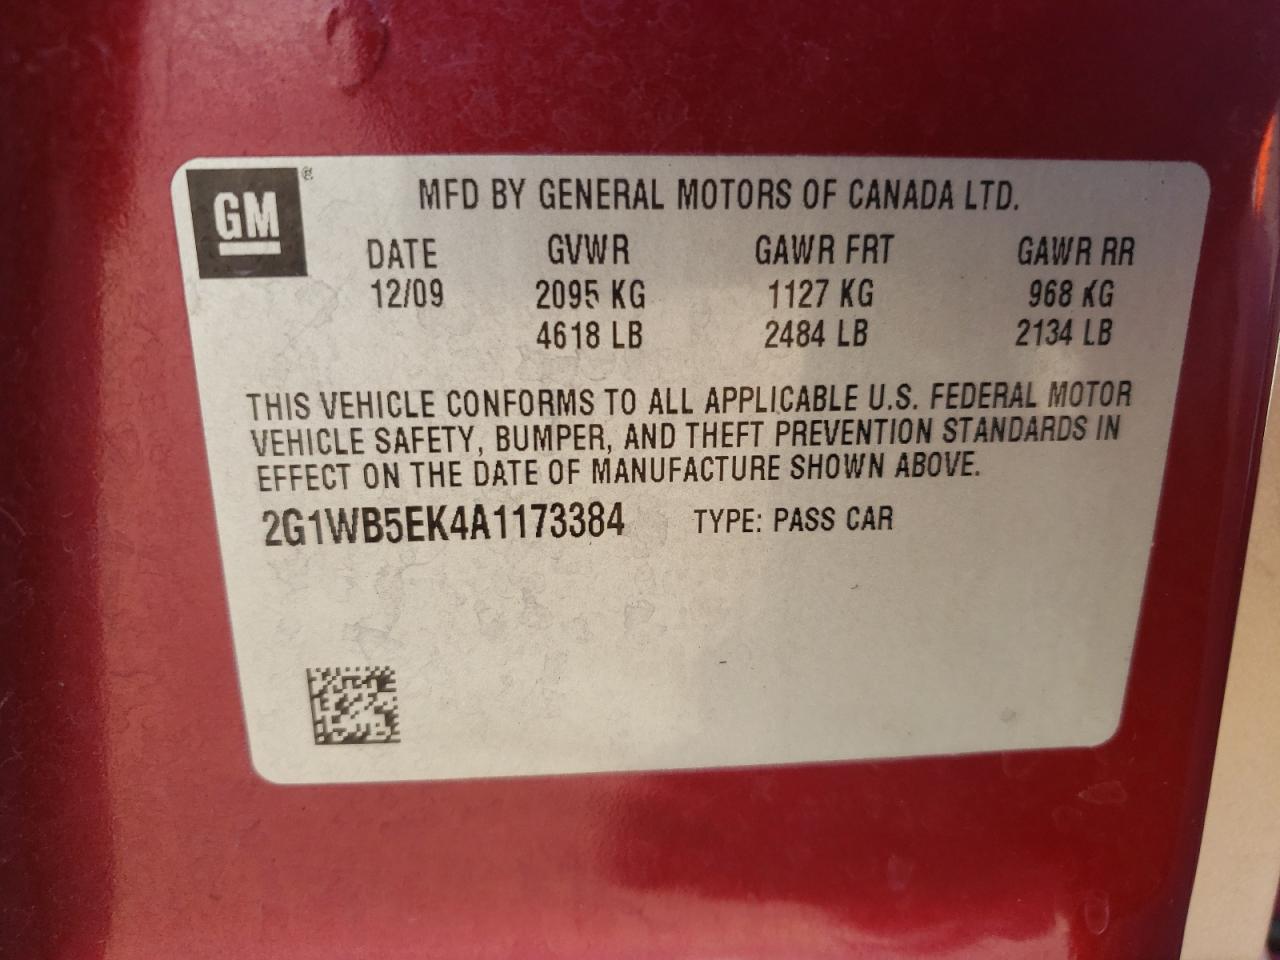 GM®
MFD BY GENERAL MOTORS OF CANADA LTD.
DATE GVWR GAWR FRT GAWR RR
12/09 2095 KG 1127 KG 968 KG
4618 LB 2484 LB 2134 LB
THIS VEHICLE CONFORMS TO ALL APPLICABLE U.S. FEDERAL MOTOR
VEHICLE SAFETY, BUMPER, AND THEFT PREVENTION STANDARDS IN
EFFECT ON THE DATE OF MANUFACTURE SHOWN ABOVE.
2G1WB5EK4A1173384 TYPE: PASS CAR